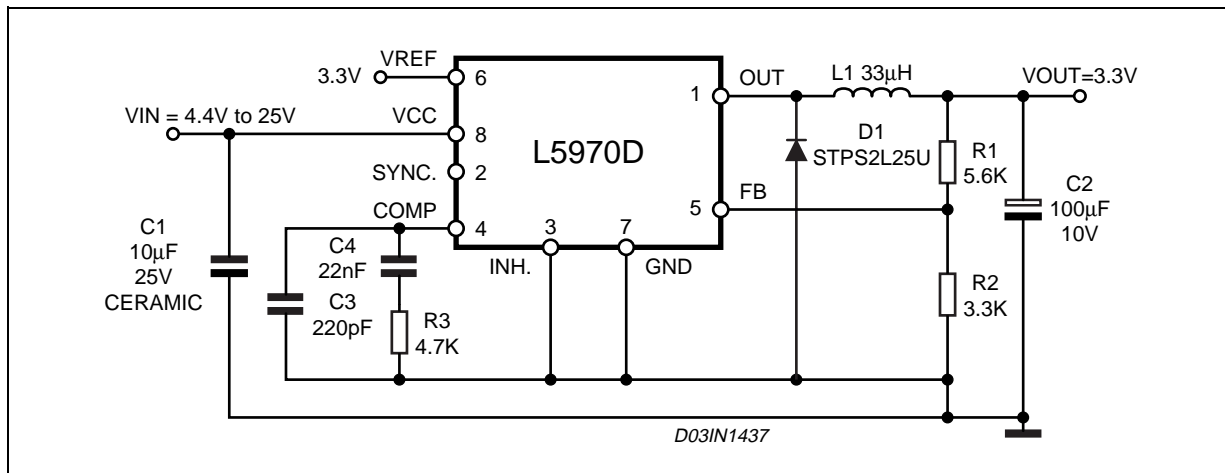 VREF
3.3V
6
VIN = 4.4V to 25V
VCC
8
SYNC.
2
COMP
4
L5970D
3
7
INH.
GND
1
OUT
5
FB
L1 33μH
VOUT=3.3V
D1
STPS2L25U
R1
5.6K
C2
100μF
10V
R2
3.3K
C1
10μF
25V
CERAMIC
C4
22nF
C3
220pF
R3
4.7K
D03IN1437